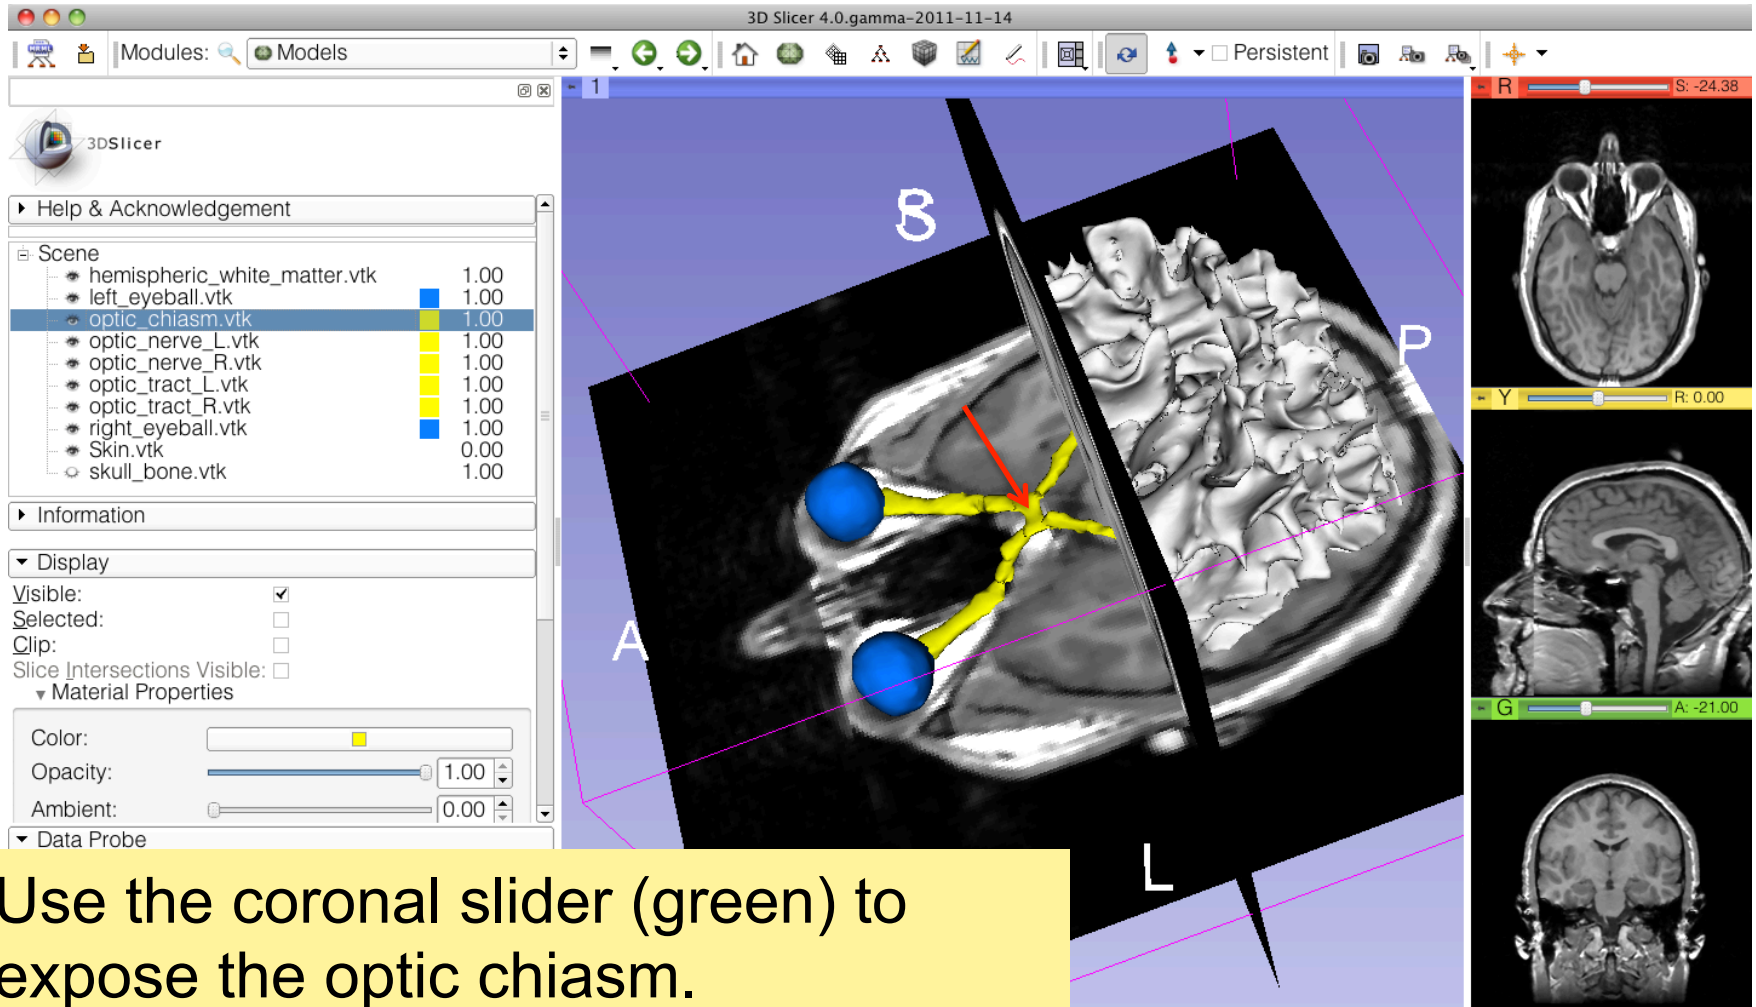 3D Slicer 4.0.gamma-2011-11-14
Modules: Models Persistent
MRML
3DSlicer
Help & Acknowledgement
Scene
hemispheric_white_matter.vtk 1.00
left_eyeball.vtk 1.00
optic_chiasm.vtk 1.00
optic_nerve_L.vtk 1.00
optic_nerve_R.vtk 1.00
optic_tract_L.vtk 1.00
optic_tract_R.vtk 1.00
right_eyeball.vtk 1.00
Skin.vtk 0.00
skull_bone.vtk 1.00
Information
Display
Visible:
Selected:
Clip:
Slice Intersections Visible:
Material Properties
Color:
Opacity: 1.00
Ambient: 0.00
Data Probe
1
S
R
P
A
L
R S: -24.38
Y R: 0.00
G A: -21.00
Use the coronal slider (green) to
expose the optic chiasm.